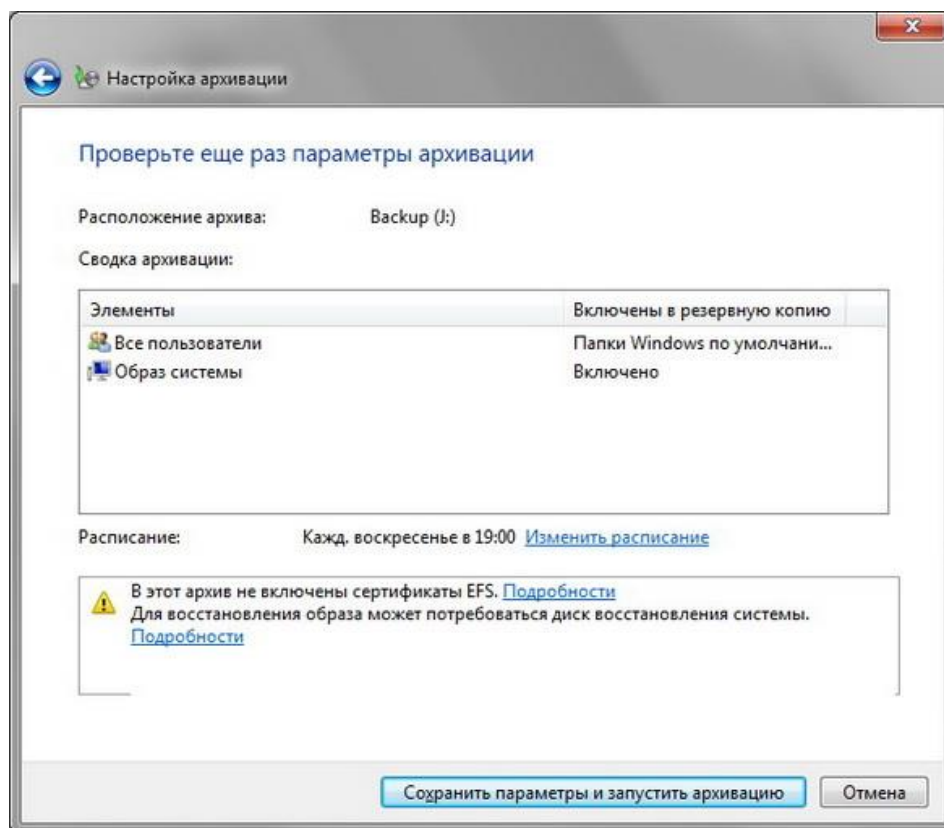 Настройка архивации
Проверьте еще раз параметры архивации
Расположение архива: Backup (J:)
Сводка архивации:
Элементы Включены в резервную копию
Все пользователи Папки Windows по умолчани...
Образ системы Включено
Расписание: Кажд. воскресенье в 19:00 Изменить расписание
В этот архив не включены сертификаты EFS. Подробности
Для восстановления образа может потребоваться диск восстановления системы.
Подробности
Сохранить параметры и запустить архивацию Отмена